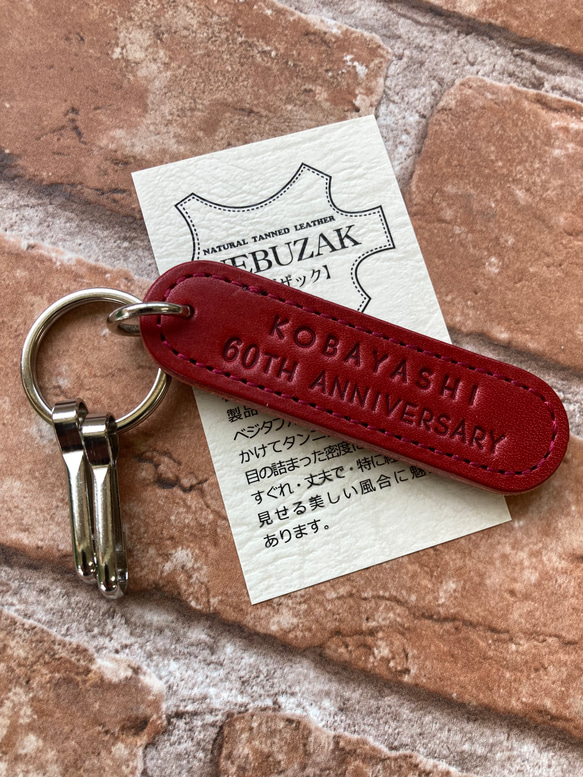 NATURAL TANNED LEATHER
EBUZAK
ザック】
KOBAYASHI
60TH ANNIVERSARY
製品
ベジタブ
かけてタンニ
目の詰まった密度に
すぐれ・丈夫で・特に経
見せる美しい風合に魅
あります。